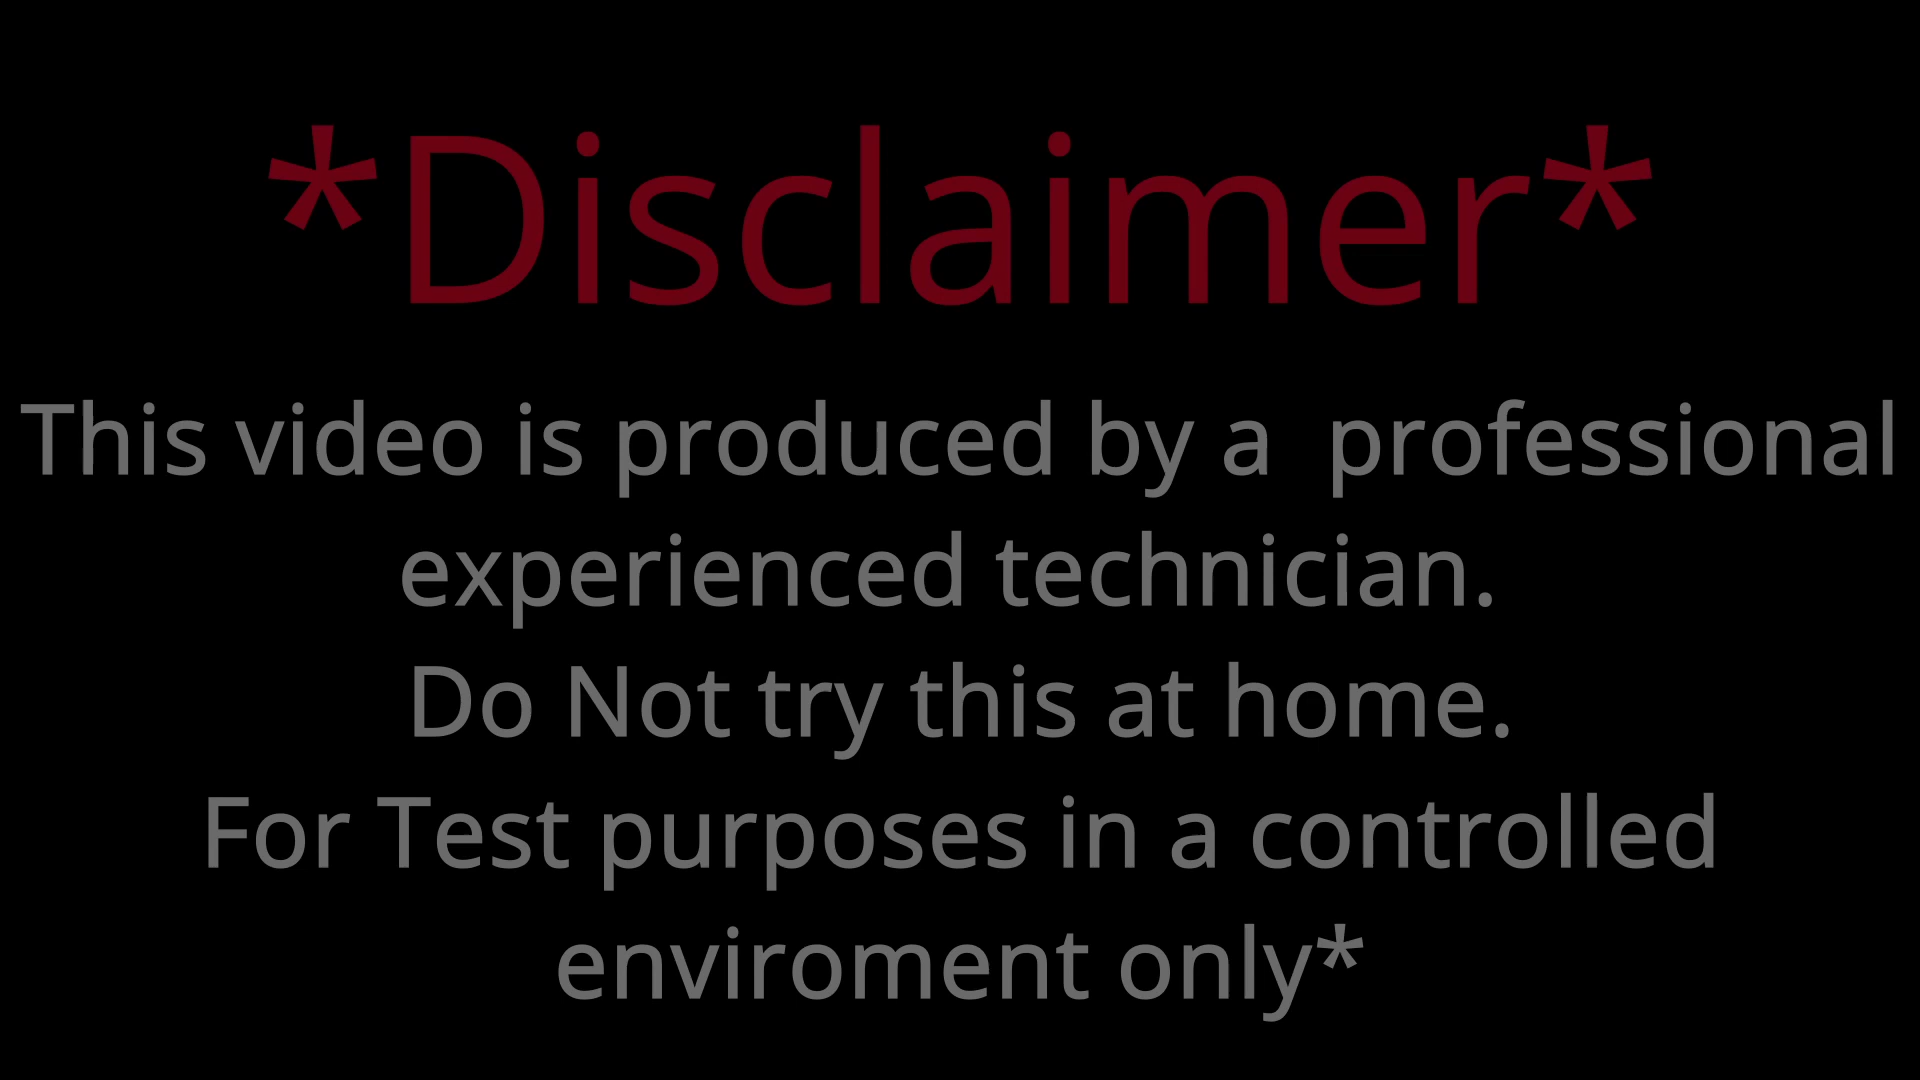 *Disclaimer*
This video is produced by a  professional
experienced technician.
Do Not try this at home.
For Test purposes in a controlled
enviroment only*